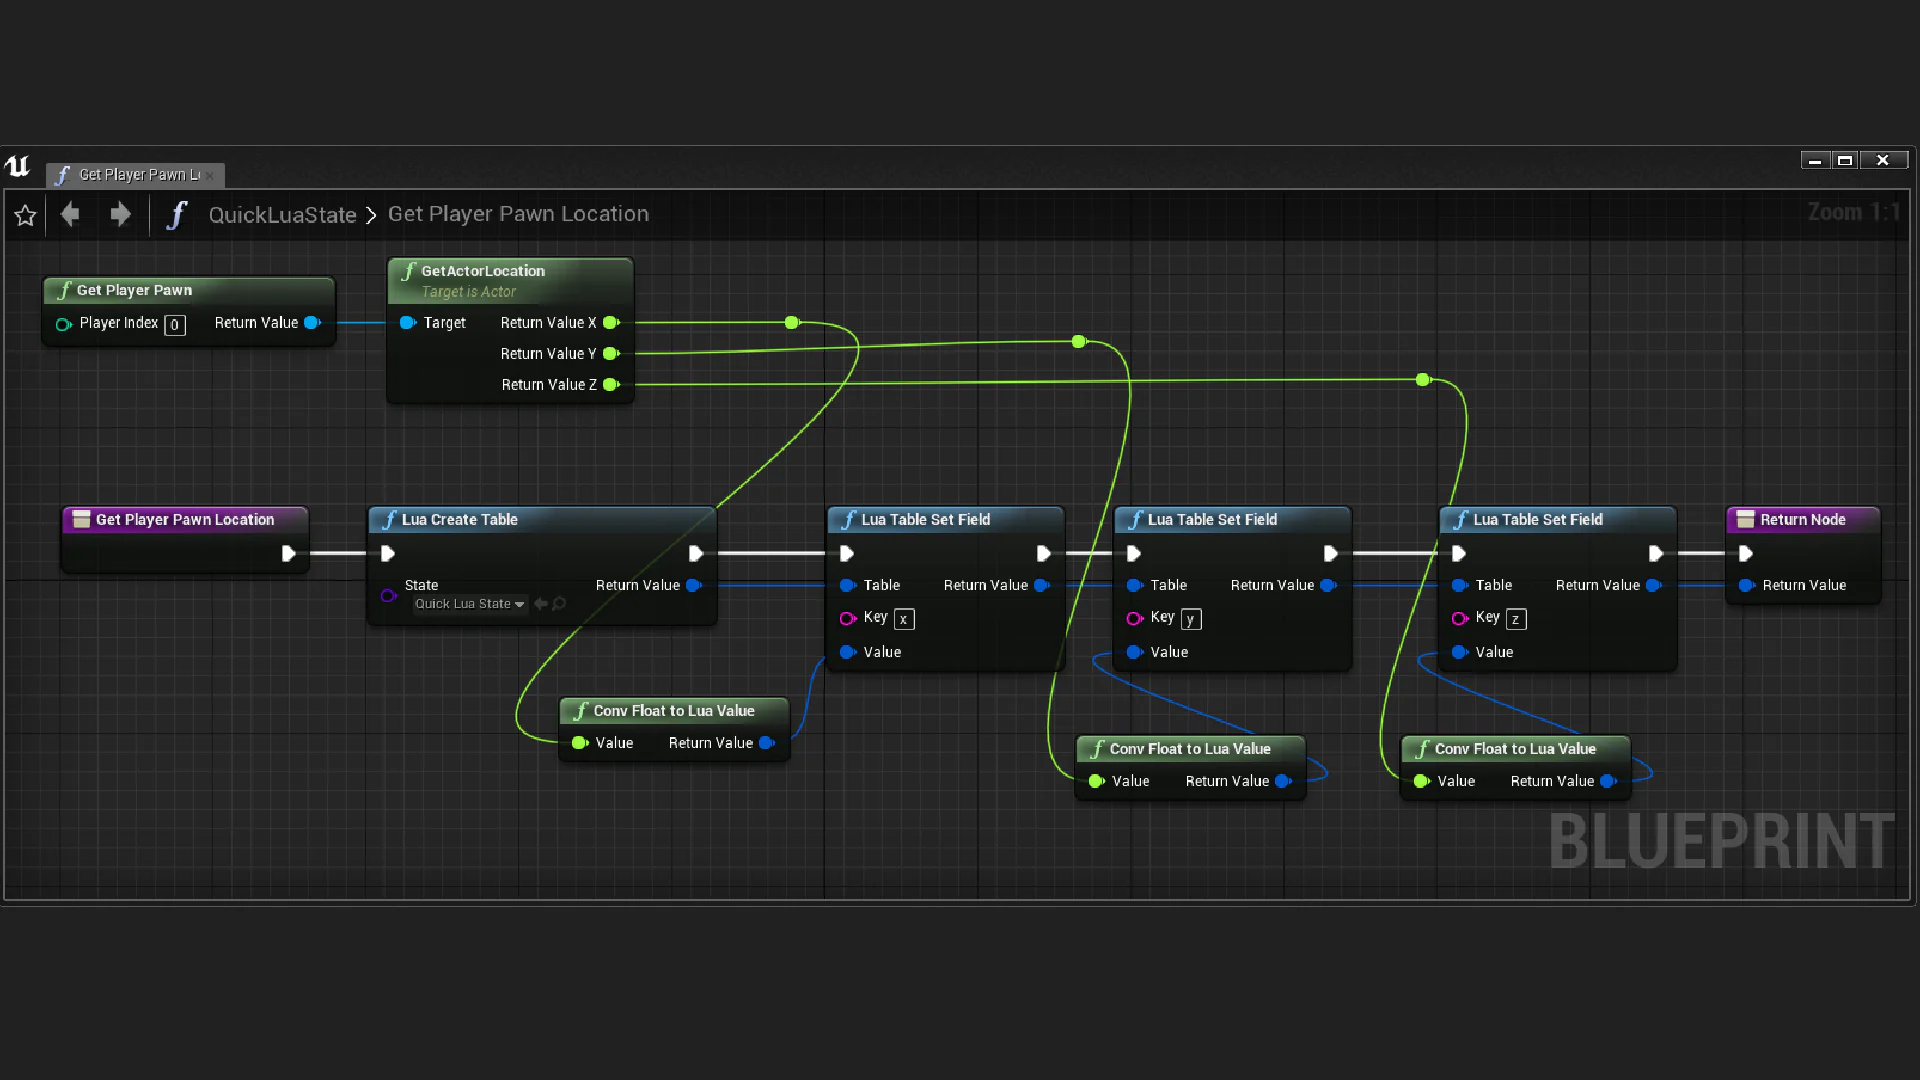 Get Player Pawn L
QuickLuaState > Get Player Pawn Location
Zoom 1:1
Get Player Pawn
Player Index 0 Return Value
GetActorLocation
Target is Actor
Target Return Value X
Return Value Y
Return Value Z
Get Player Pawn Location
Lua Create Table
State Return Value
Quick Lua State
Lua Table Set Field
Table Return Value
Key x
Value
Lua Table Set Field
Table Return Value
Key y
Value
Lua Table Set Field
Table Return Value
Key z
Value
Return Node
Return Value
Conv Float to Lua Value
Value Return Value
Conv Float to Lua Value
Value Return Value
Conv Float to Lua Value
Value Return Value
BLUEPRINT